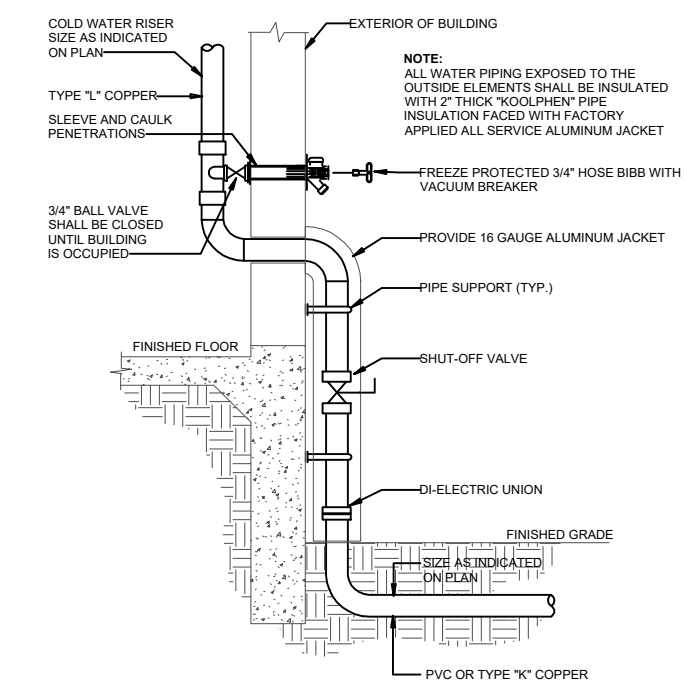 COLD WATER RISER
SIZE AS INDICATED
ON PLAN
EXTERIOR OF BUILDING
NOTE:
ALL WATER PIPING EXPOSED TO THE
OUTSIDE ELEMENTS SHALL BE INSULATED
WITH 2" THICK "KOOLPHEN" PIPE
INSULATION FACED WITH FACTORY
APPLIED ALL SERVICE ALUMINUM JACKET
TYPE "L" COPPER
SLEEVE AND CAULK
PENETRATIONS
FREEZE PROTECTED 3/4" HOSE BIBB WITH
VACUUM BREAKER
3/4" BALL VALVE
SHALL BE CLOSED
UNTIL BUILDING
IS OCCUPIED
PROVIDE 16 GAUGE ALUMINUM JACKET
PIPE SUPPORT (TYP.)
FINISHED FLOOR
SHUT-OFF VALVE
DI-ELECTRIC UNION
FINISHED GRADE
SIZE AS INDICATED
ON PLAN
PVC OR TYPE "K" COPPER